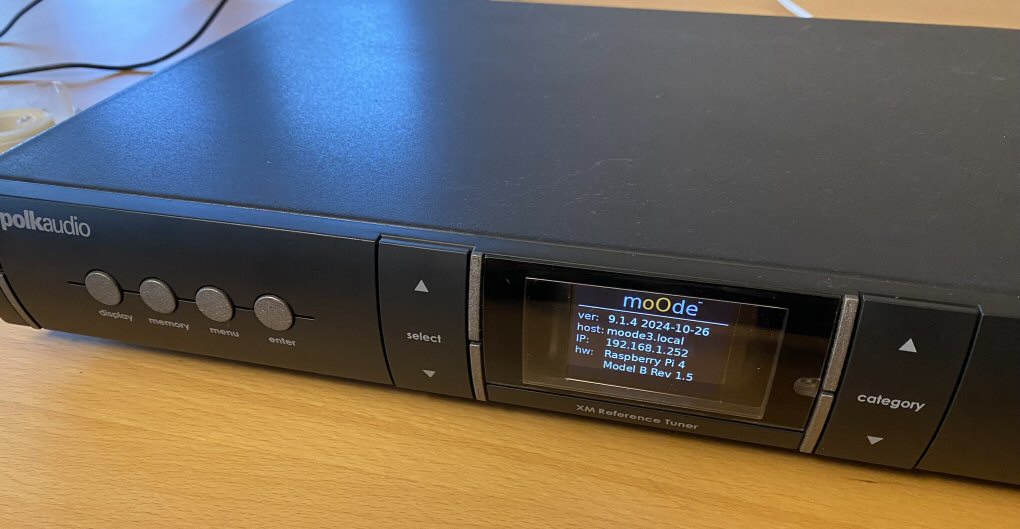 polkaudio
display
memory
menu
enter
select
moOde™
ver: 9.1.4 2024-10-26
host: moode3.local
IP: 192.168.1.252
hw: Raspberry Pi 4
Model B Rev 1.5
XM Reference Tuner
category